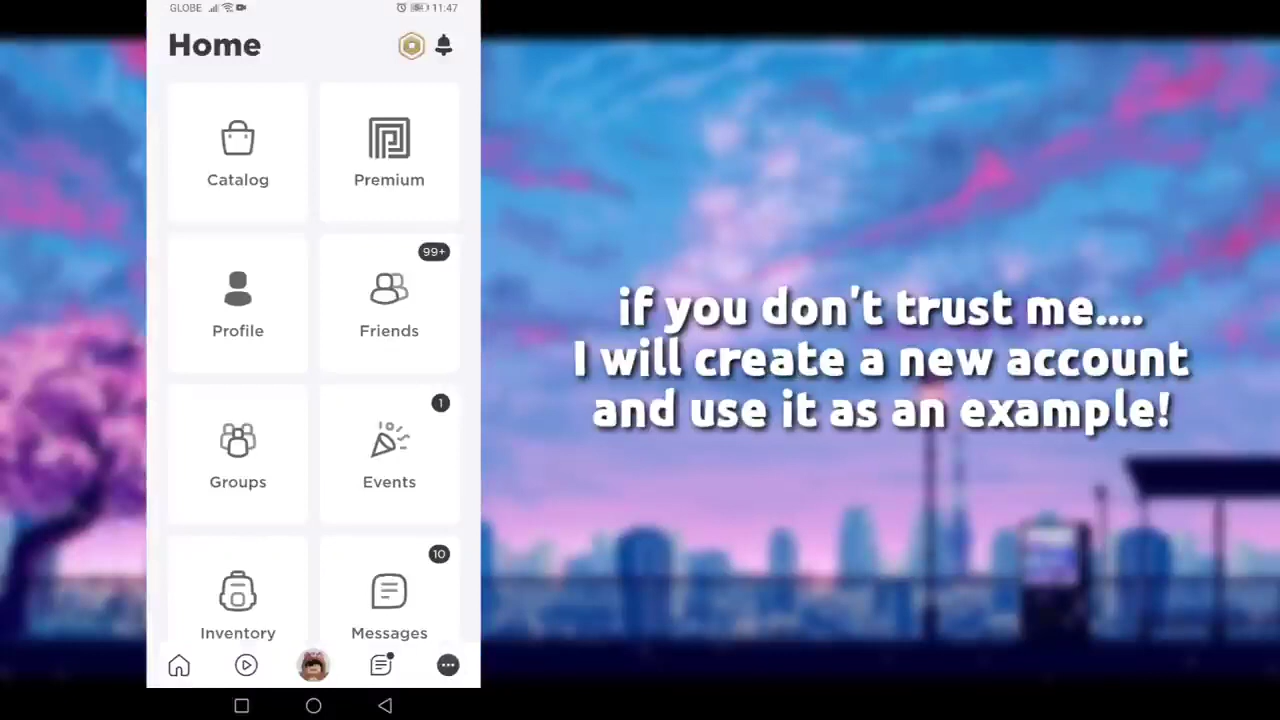 GLOBE 11:47
Home
Catalog
Premium
99+
Profile
Friends
1
Groups
Events
10
Inventory
Messages
if you don't trust me....
I will create a new account
and use it as an example!